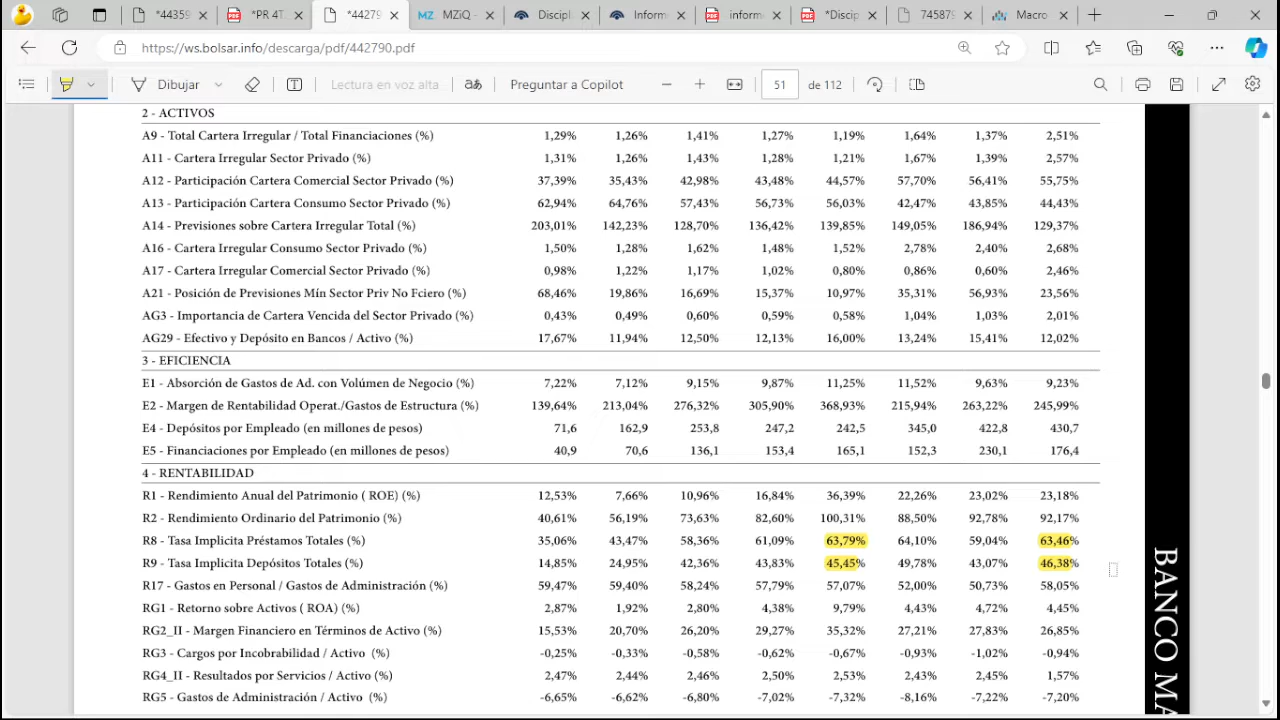 *44359
*PR 4T.
*44279
MZ MZiQ -
Discipl
Inform
inform
*Discip
745879
Macro
https://ws.bolsar.info/descarga/pdf/442790.pdf
Dibujar
Lectura en voz alta
aあ
Preguntar a Copilot
51 de 112
2 - ACTIVOS
A9 - Total Cartera Irregular / Total Financiaciones (%) 1,29% 1,26% 1,41% 1,27% 1,19% 1,64% 1,37% 2,51%
A11 - Cartera Irregular Sector Privado (%) 1,31% 1,26% 1,43% 1,28% 1,21% 1,67% 1,39% 2,57%
A12 - Participación Cartera Comercial Sector Privado (%) 37,39% 35,43% 42,98% 43,48% 44,57% 57,70% 56,41% 55,75%
A13 - Participación Cartera Consumo Sector Privado (%) 62,94% 64,76% 57,43% 56,73% 56,03% 42,47% 43,85% 44,43%
A14 - Previsiones sobre Cartera Irregular Total (%) 203,01% 142,23% 128,70% 136,42% 139,85% 149,05% 186,94% 129,37%
A16 - Cartera Irregular Consumo Sector Privado (%) 1,50% 1,28% 1,62% 1,48% 1,52% 2,78% 2,40% 2,68%
A17 - Cartera Irregular Comercial Sector Privado (%) 0,98% 1,22% 1,17% 1,02% 0,80% 0,86% 0,60% 2,46%
A21 - Posición de Previsiones Mín Sector Priv No Fciero (%) 68,46% 19,86% 16,69% 15,37% 10,97% 35,31% 56,93% 23,56%
AG3 - Importancia de Cartera Vencida del Sector Privado (%) 0,43% 0,49% 0,60% 0,59% 0,58% 1,04% 1,03% 2,01%
AG29 - Efectivo y Depósito en Bancos / Activo (%) 17,67% 11,94% 12,50% 12,13% 16,00% 13,24% 15,41% 12,02%
3 - EFICIENCIA
E1 - Absorción de Gastos de Ad. con Volúmen de Negocio (%) 7,22% 7,12% 9,15% 9,87% 11,25% 11,52% 9,63% 9,23%
E2 - Margen de Rentabilidad Operat./Gastos de Estructura (%) 139,64% 213,04% 276,32% 305,90% 368,93% 215,94% 263,22% 245,99%
E4 - Depósitos por Empleado (en millones de pesos) 71,6 162,9 253,8 247,2 242,5 345,0 422,8 430,7
E5 - Financiaciones por Empleado (en millones de pesos) 40,9 70,6 136,1 153,4 165,1 152,3 230,1 176,4
4 - RENTABILIDAD
R1 - Rendimiento Anual del Patrimonio ( ROE) (%) 12,53% 7,66% 10,96% 16,84% 36,39% 22,26% 23,02% 23,18%
R2 - Rendimiento Ordinario del Patrimonio (%) 40,61% 56,19% 73,63% 82,60% 100,31% 88,50% 92,78% 92,17%
R8 - Tasa Implicita Préstamos Totales (%) 35,06% 43,47% 58,36% 61,09% 63,79% 64,10% 59,04% 63,46%
R9 - Tasa Implicita Depósitos Totales (%) 14,85% 24,41% 42,36% 43,83% 45,45% 49,78% 43,07% 46,38%
R17 - Gastos en Personal / Gastos de Administración (%) 59,47% 59,40% 58,24% 57,79% 57,07% 52,00% 50,73% 58,05%
RG1 - Retorno sobre Activos ( ROA) (%) 2,87% 1,92% 2,80% 4,38% 9,79% 4,43% 4,72% 4,45%
RG2_II - Margen Financiero en Términos de Activo (%) 15,53% 20,70% 26,20% 29,27% 35,32% 27,21% 27,83% 26,85%
RG3 - Cargos por Incobrabilidad / Activo (%) -0,25% -0,33% -0,58% -0,62% -0,67% -0,93% -1,02% -0,94%
RG4_II - Resultados por Servicios / Activo (%) 2,47% 2,44% 2,46% 2,50% 2,53% 2,43% 2,45% 1,57%
RG5 - Gastos de Administración / Activo (%) -6,65% -6,62% -6,80% -7,02% -7,32% -8,16% -7,22% -7,20%
BANCO MA